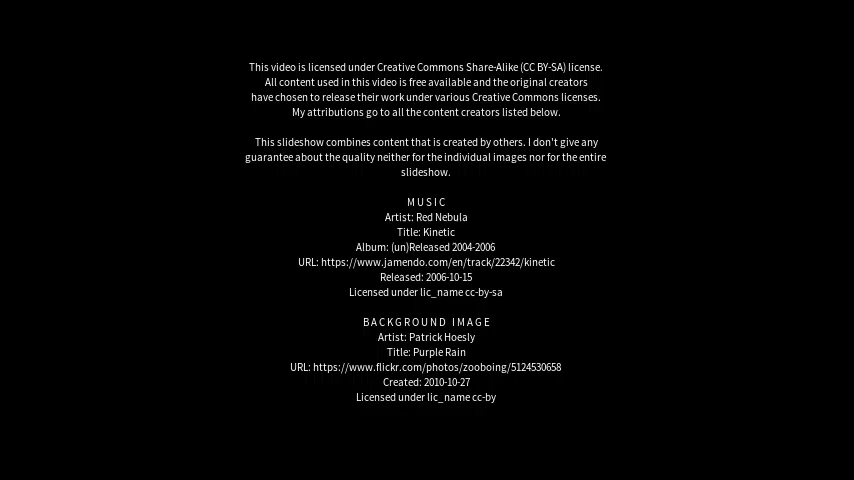 This video is licensed under Creative Commons Share-Alike (CC BY-SA) license.
All content used in this video is free available and the original creators
have chosen to release their work under various Creative Commons licenses.
My attributions go to all the content creators listed below.
This slideshow combines content that is created by others. I don't give any
guarantee about the quality neither for the individual images nor for the entire
slideshow.
MUSIC
Artist: Red Nebula
Title: Kinetic
Album: (un)Released 2004-2006
URL: https://www.jamendo.com/en/track/22342/kinetic
Released: 2006-10-15
Licensed under lic_name cc-by-sa
BACKGROUND IMAGE
Artist: Patrick Hoesly
Title: Purple Rain
URL: https://www.flickr.com/photos/zooboing/5124530658
Created: 2010-10-27
Licensed under lic_name cc-by